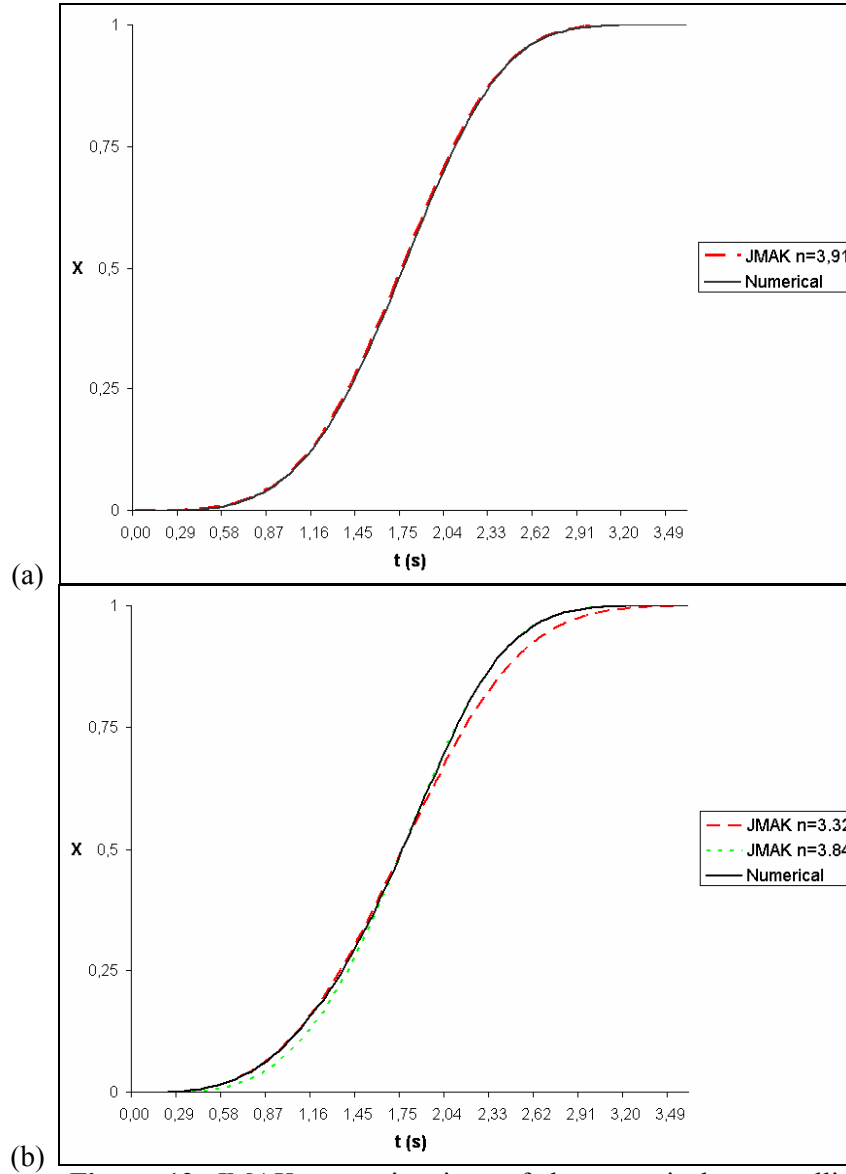 1
0,75
X 0,5
0,25
0
0,00 0,29 0,58 0,87 1,16 1,45 1,75 2,04 2,33 2,62 2,91 3,20 3,49
t (s)
JMAK n=3,91
Numerical
(a)
1
0,75
X 0,5
0,25
0
0,00 0,29 0,58 0,87 1,16 1,45 1,75 2,04 2,33 2,62 2,91 3,20 3,49
t (s)
JMAK n=3.32
JMAK n=3.84
Numerical
(b)